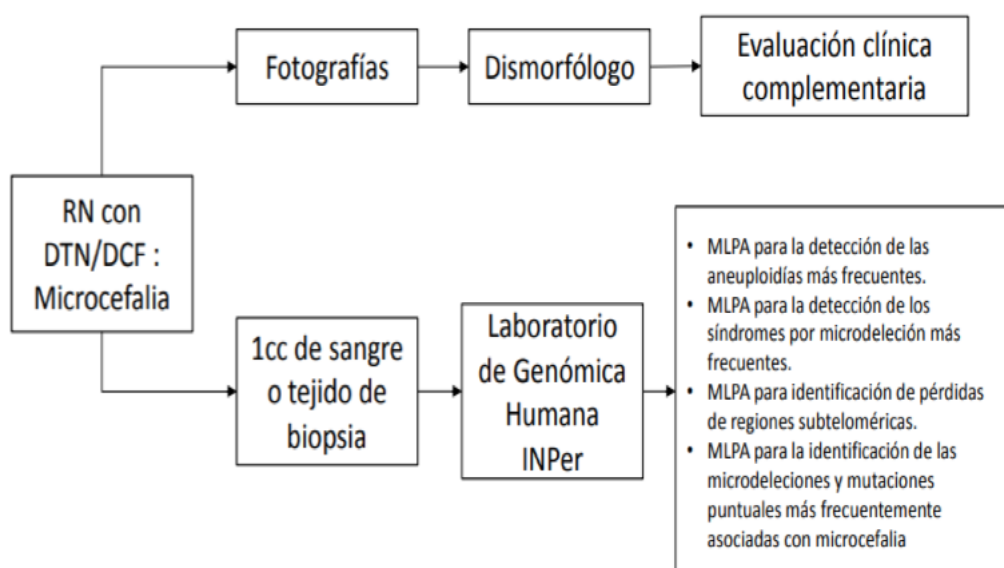 Fotografías
Dismorfólogo
Evaluación clínica
complementaria
RN con
DTN/DCF :
Microcefalia
1cc de sangre
o tejido de
biopsia
Laboratorio
de Genómica
Humana
INPer
• MLPA para la detección de las
aneuploidías más frecuentes.
• MLPA para la detección de los
síndromes por microdeleción más
frecuentes.
• MLPA para identificación de pérdidas
de regiones subteloméricas.
• MLPA para la identificación de las
microdeleciones y mutaciones
puntuales más frecuentemente
asociadas con microcefalia